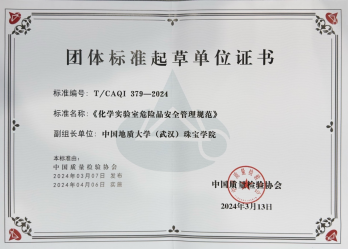 团体标准起草单位证书
标准编号：T/CAQI 379—2024
标准名称：《化学实验室危险品安全管理规范》
副组长单位：中国地质大学（武汉）珠宝学院
本标准由：
中国质量检验协会
2024年03月07日 发布
2024年04月06日 实施
中国质量检验协会
2024年3月13日